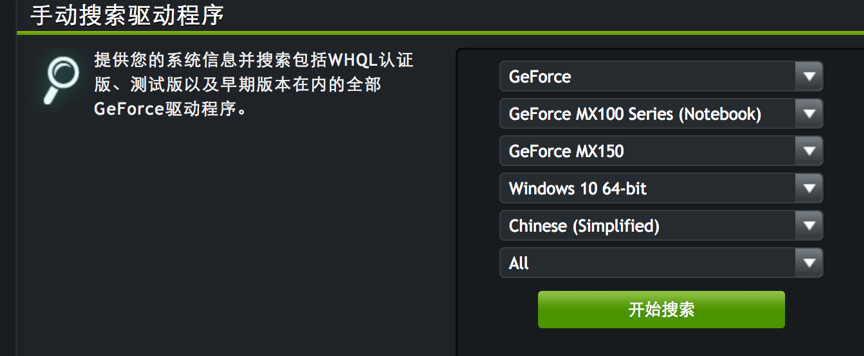 手动搜索驱动程序
提供您的系统信息并搜索包括WHQL认证
版、测试版以及早期版本在内的全部
GeForce驱动程序。
GeForce
GeForce MX100 Series (Notebook)
GeForce MX150
Windows 10 64-bit
Chinese (Simplified)
All
开始搜索